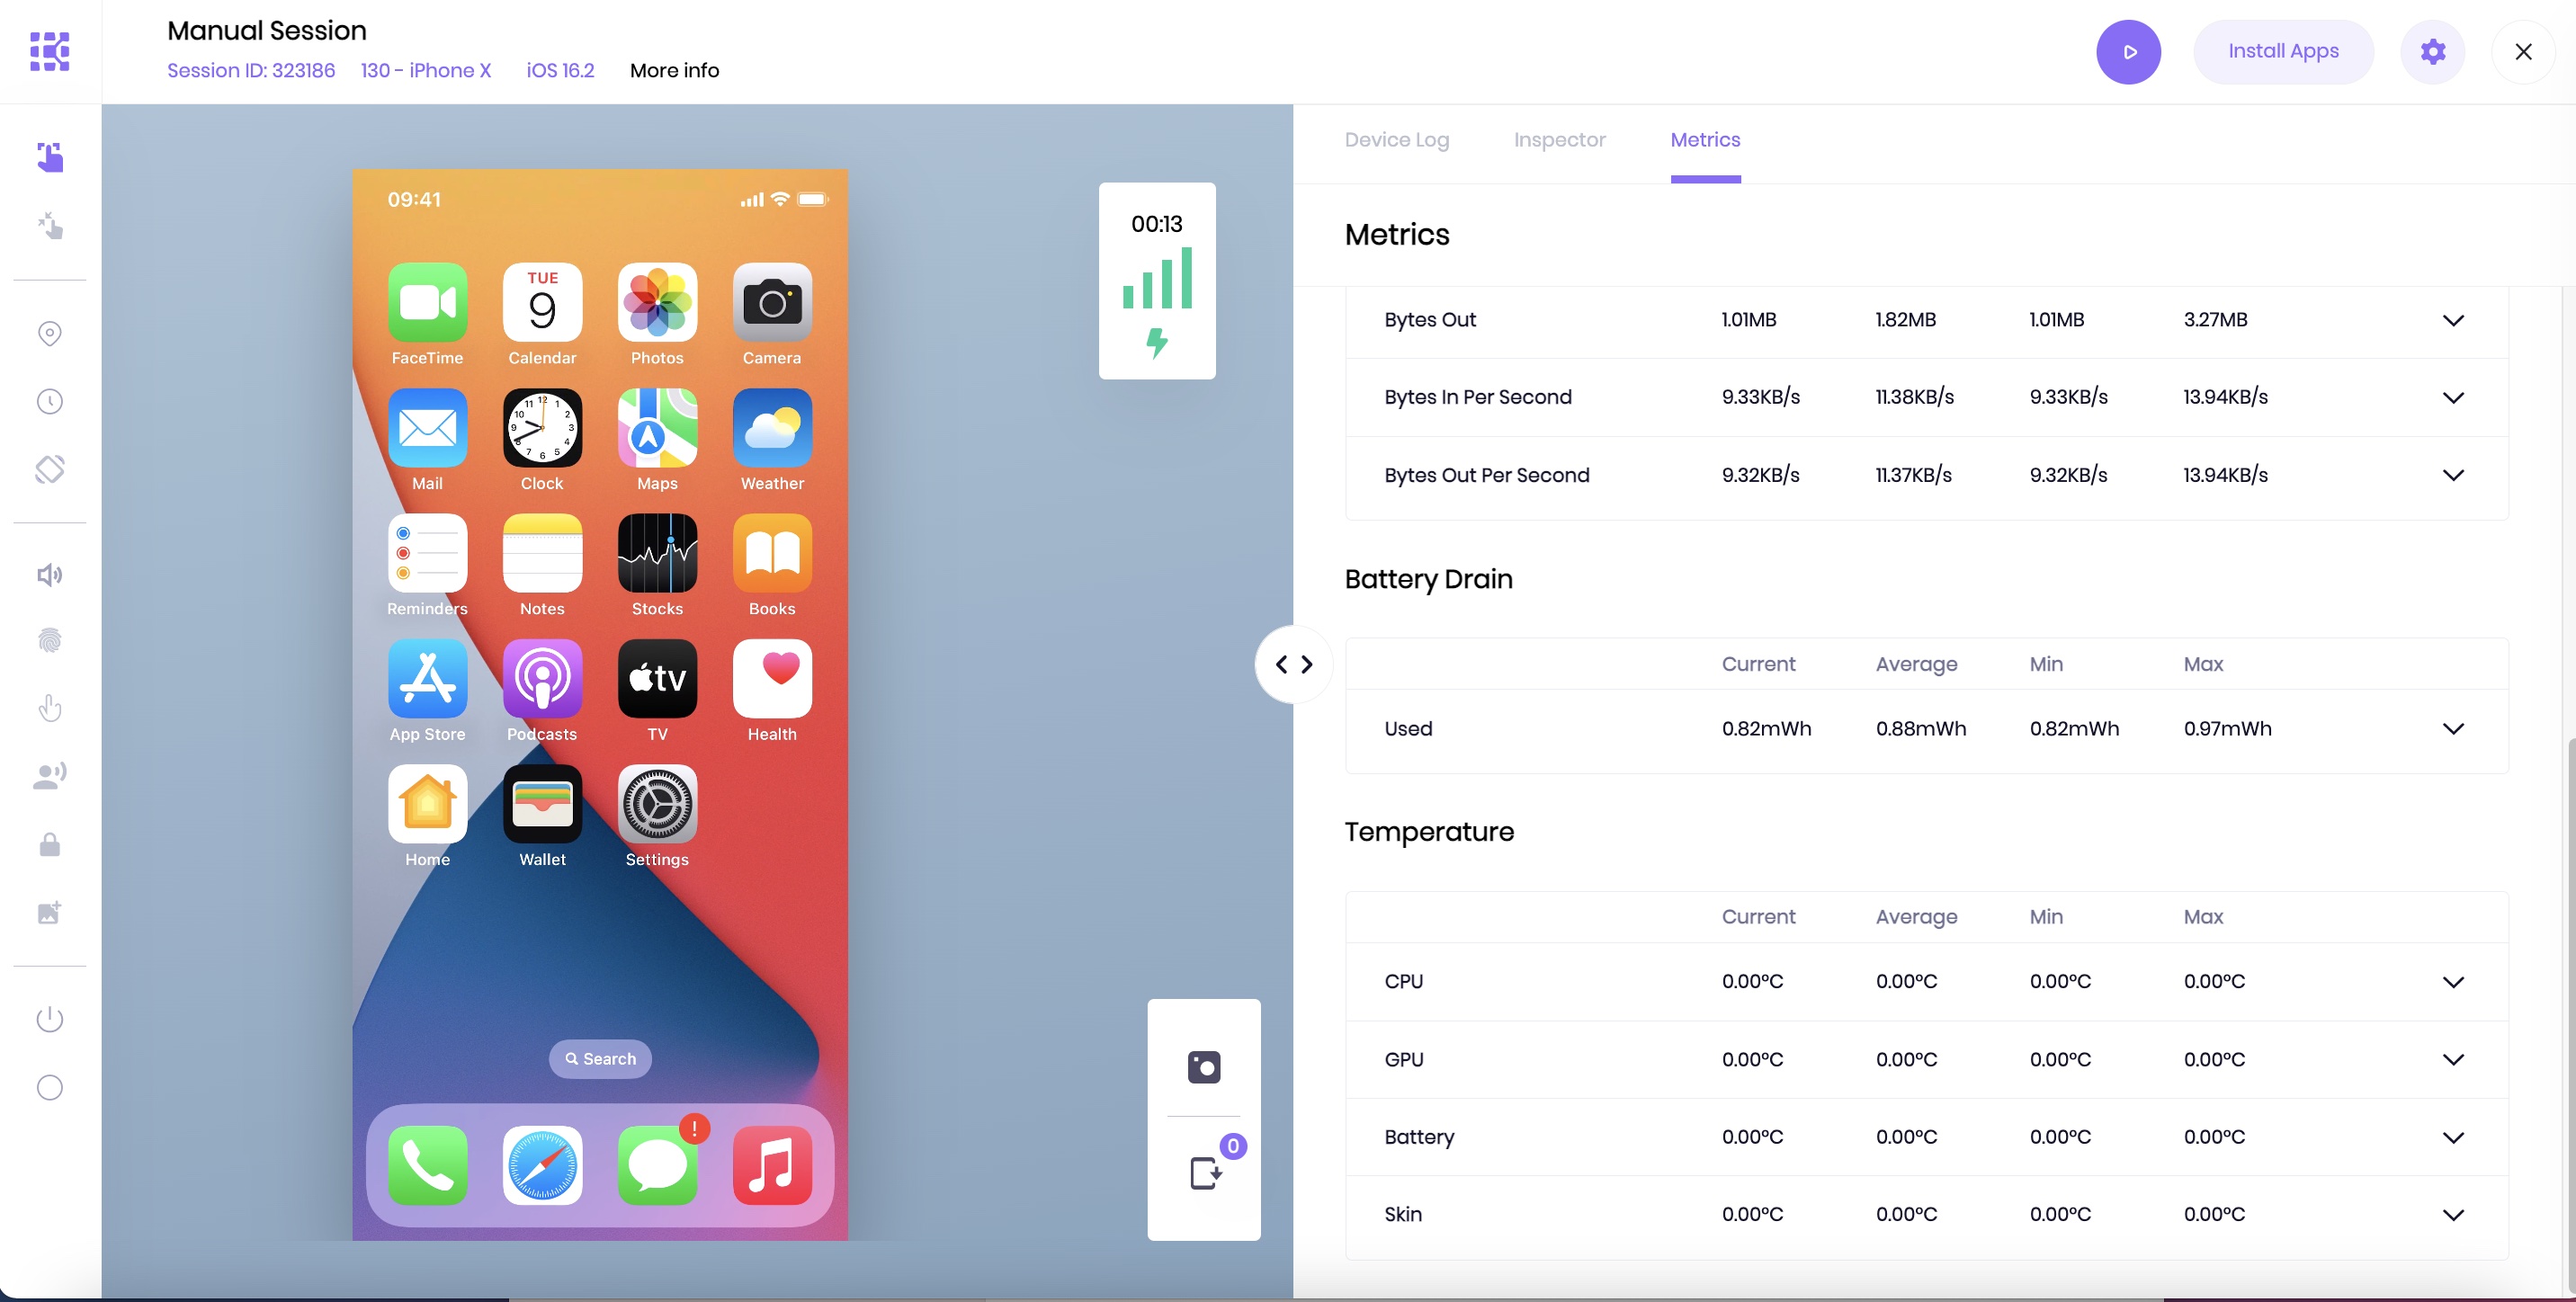 Manual Session
Session ID: 323186 130 - iPhone X iOS 16.2 More info
Install Apps
09:41
FaceTime
TUE
9
Calendar
Photos
Camera
Mail
Clock
Maps
Weather
Reminders
Notes
Stocks
Books
App Store
Podcasts
tv
TV
Health
Home
Wallet
Settings
Search
!
00:13
0
Device Log Inspector Metrics
Metrics
Bytes Out 1.01MB 1.82MB 1.01MB 3.27MB
Bytes In Per Second 9.33KB/s 11.38KB/s 9.33KB/s 13.94KB/s
Bytes Out Per Second 9.32KB/s 11.37KB/s 9.32KB/s 13.94KB/s
Battery Drain
Current Average Min Max
Used 0.82mWh 0.88mWh 0.82mWh 0.97mWh
Temperature
Current Average Min Max
CPU 0.00°C 0.00°C 0.00°C 0.00°C
GPU 0.00°C 0.00°C 0.00°C 0.00°C
Battery 0.00°C 0.00°C 0.00°C 0.00°C
Skin 0.00°C 0.00°C 0.00°C 0.00°C